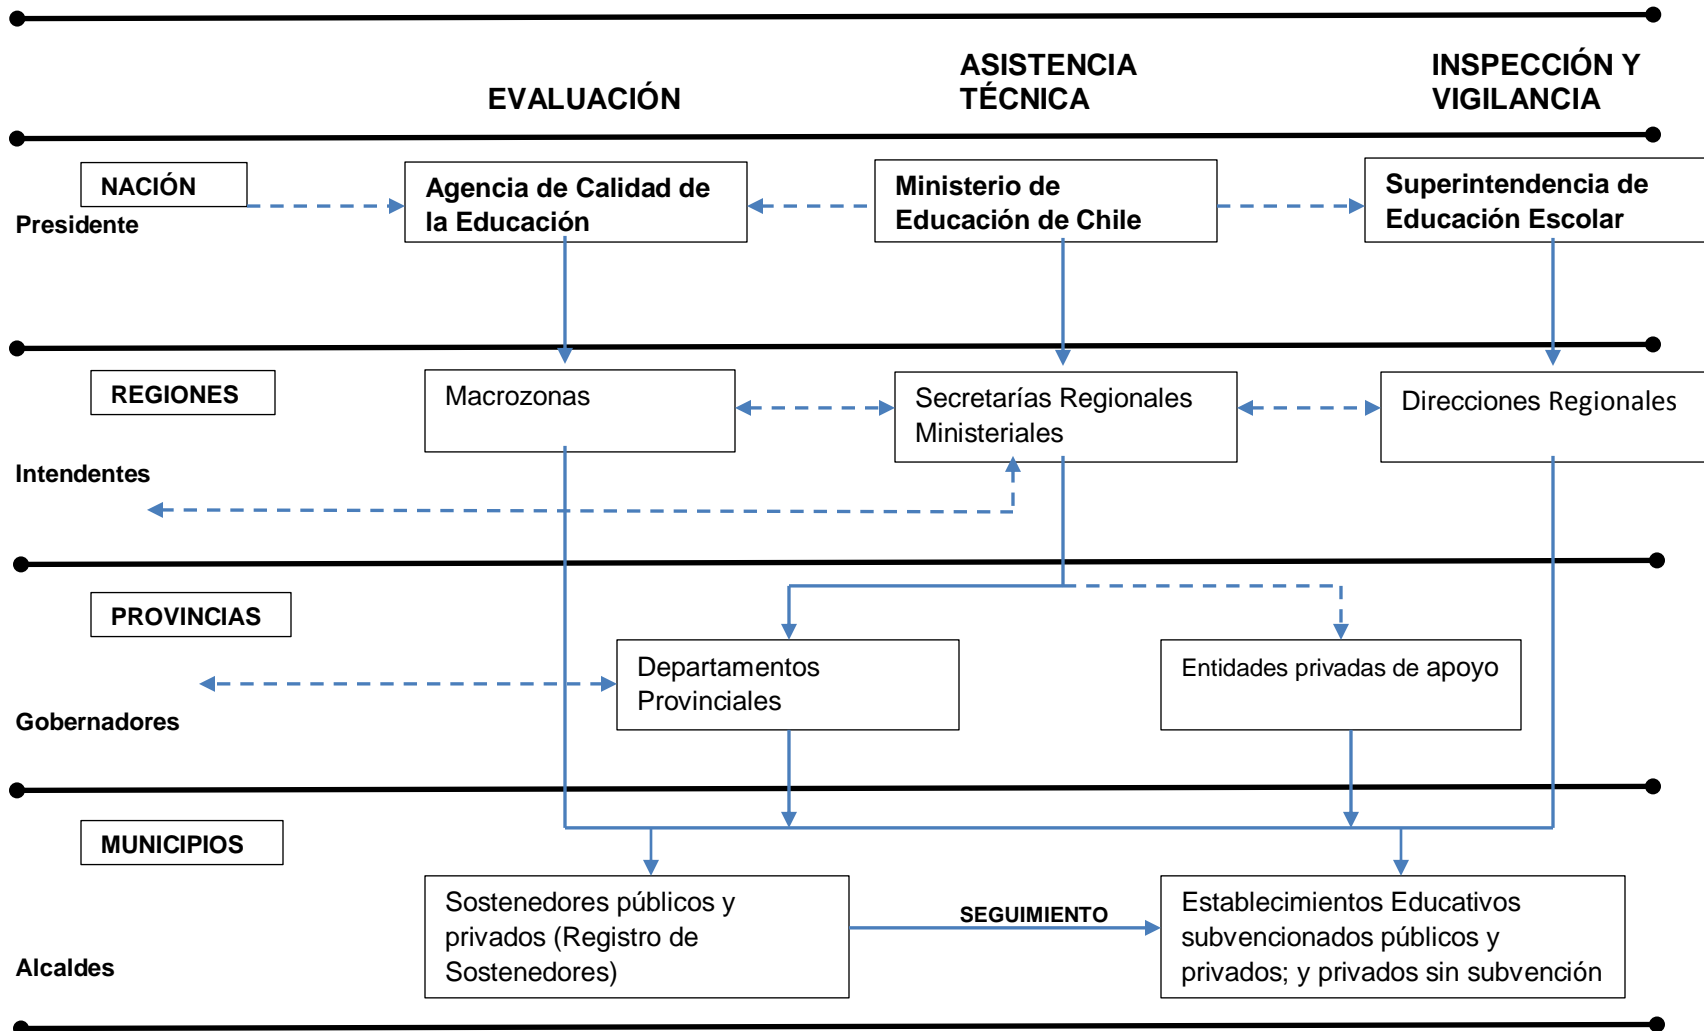 EVALUACIÓN
ASISTENCIA
TÉCNICA
INSPECCIÓN Y
VIGILANCIA
NACIÓN
Presidente
Agencia de Calidad de
la Educación
Ministerio de
Educación de Chile
Superintendencia de
Educación Escolar
REGIONES
Intendentes
Macrozonas
Secretarías Regionales
Ministeriales
Direcciones Regionales
PROVINCIAS
Gobernadores
Departamentos
Provinciales
Entidades privadas de apoyo
MUNICIPIOS
Alcaldes
Sostenedores públicos y
privados (Registro de
Sostenedores)
SEGUIMIENTO
Establecimientos Educativos
subvencionados públicos y
privados; y privados sin subvención